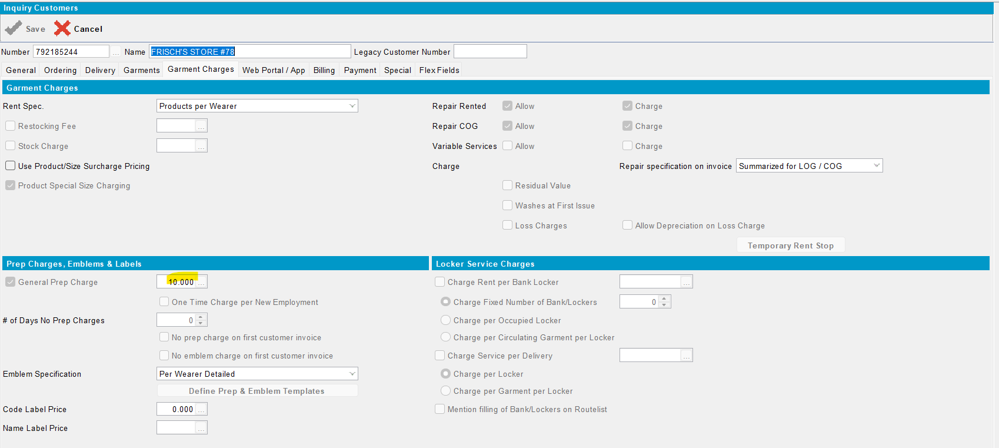 Inquiry Customers
Save Cancel
Number 792185244 ... Name FRISCH'S STORE #78 Legacy Customer Number
General Ordering Delivery Garments Garment Charges Web Portal / App Billing Payment Special Flex Fields
Garment Charges
Rent Spec. Products per Wearer Repair Rented Allow Charge
Restocking Fee ... Repair COG Allow Charge
Stock Charge ... Variable Services Allow Charge
Use Product/Size Surcharge Pricing Charge Repair specification on invoice Summarized for LOG / COG
Product Special Size Charging Residual Value
Washes at First Issue
Loss Charges Allow Depreciation on Loss Charge
Temporary Rent Stop
Prep Charges, Emblems & Labels
General Prep Charge 10.000 ...
One Time Charge per New Employment
# of Days No Prep Charges 0
No prep charge on first customer invoice
No emblem charge on first customer invoice
Emblem Specification Per Wearer Detailed
Define Prep & Emblem Templates
Code Label Price 0.000 ...
Name Label Price ...
Locker Service Charges
Charge Rent per Bank Locker ...
Charge Fixed Number of Bank/Lockers 0
Charge per Occupied Locker
Charge per Circulating Garment per Locker
Charge Service per Delivery ...
Charge per Locker
Charge per Garment per Locker
Mention filling of Bank/Lockers on Routelist